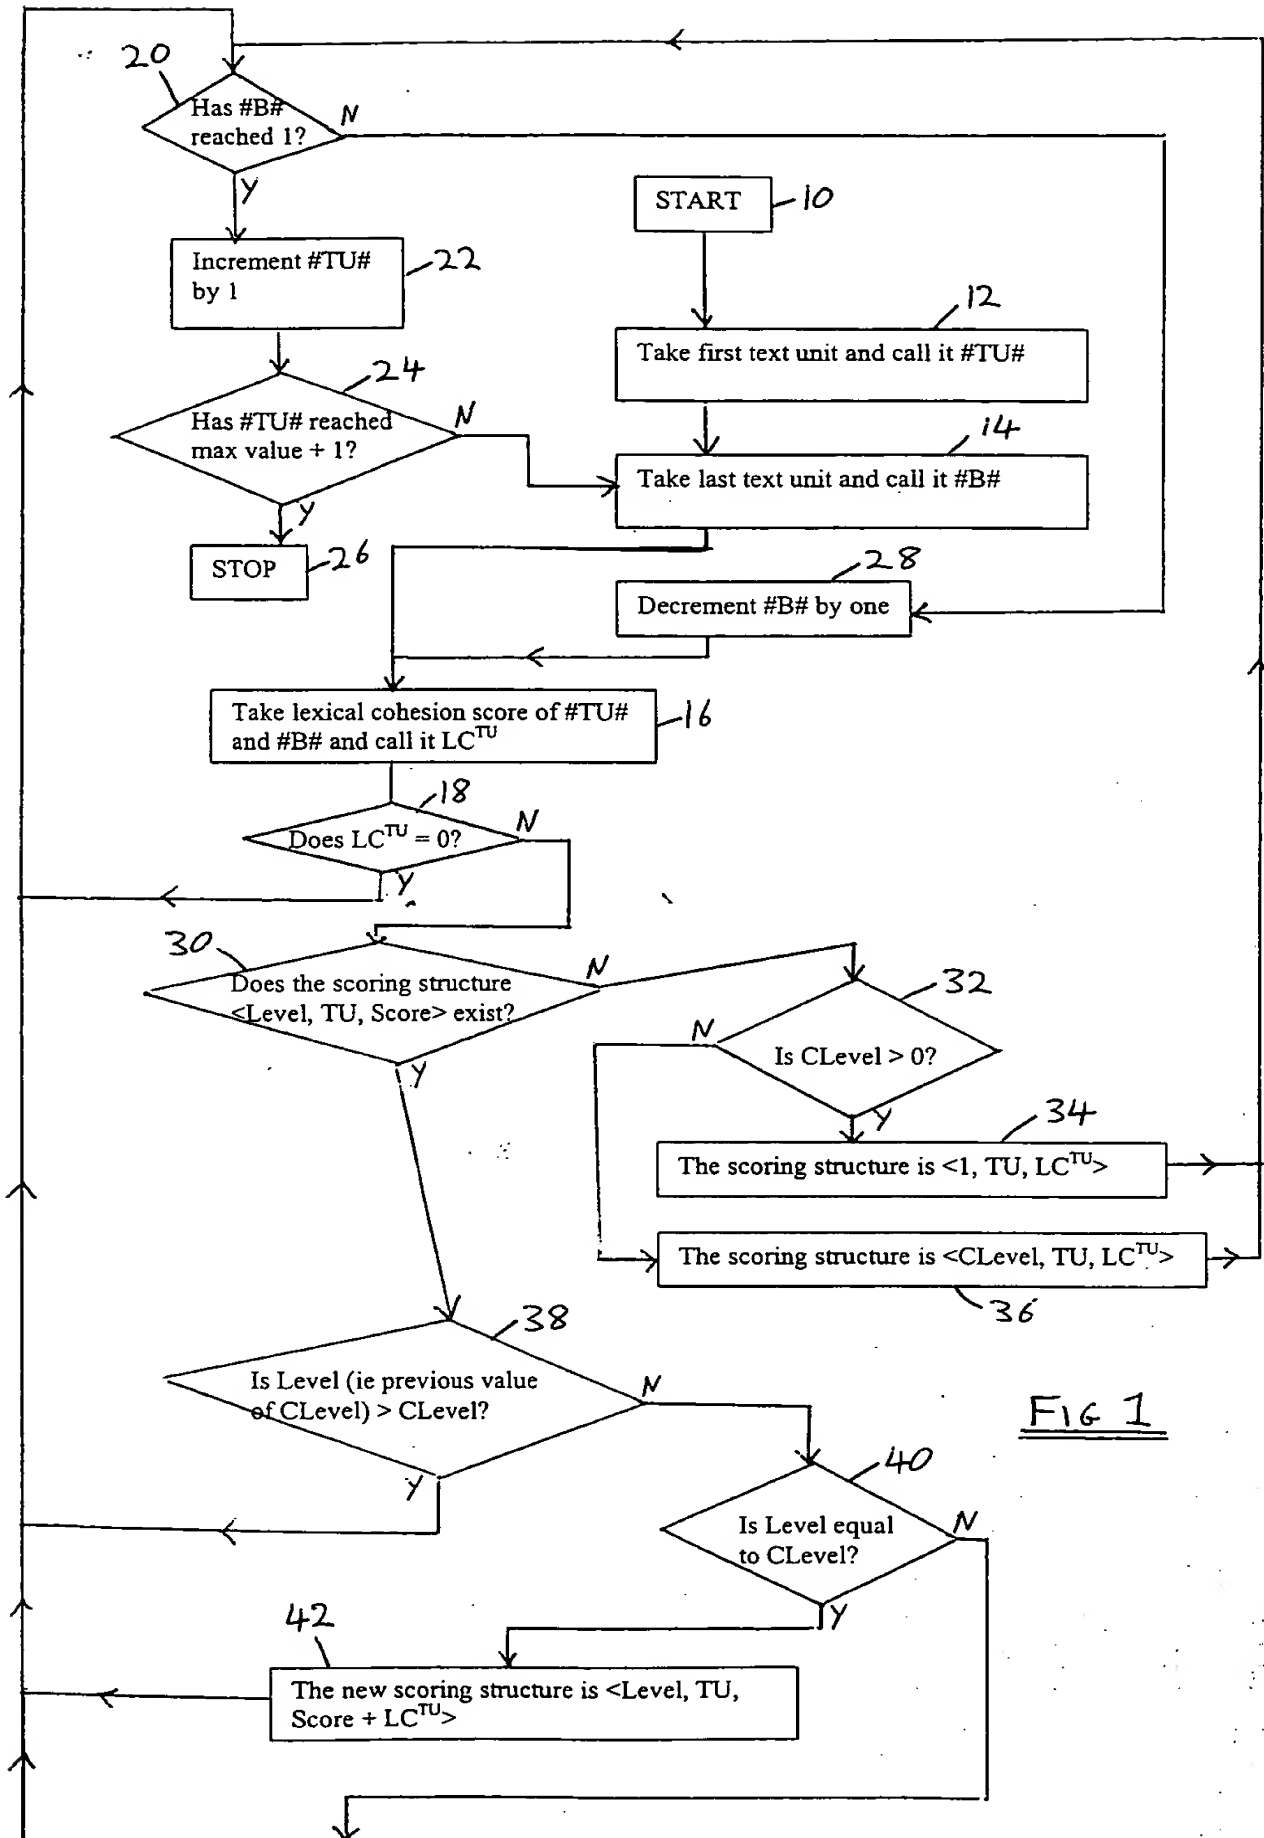 20
Has #B#
reached 1?
N
Y
START
10
Increment #TU#
by 1
22
12
Take first text unit and call it #TU#
24
Has #TU# reached
max value + 1?
N
Y
14
Take last text unit and call it #B#
STOP
26
28
Decrement #B# by one
Take lexical cohesion score of #TU#
and #B# and call it LC^TU
16
18
Does LC^TU = 0?
N
Y
30
Does the scoring structure
<Level, TU, Score> exist?
N
Y
32
Is CLevel > 0?
N
Y
34
The scoring structure is <1, TU, LC^TU>
The scoring structure is <CLevel, TU, LC^TU>
36
38
Is Level (ie previous value
of CLevel) > CLevel?
N
Y
FIG 1
40
Is Level equal
to CLevel?
N
Y
42
The new scoring structure is <Level, TU,
Score + LC^TU>